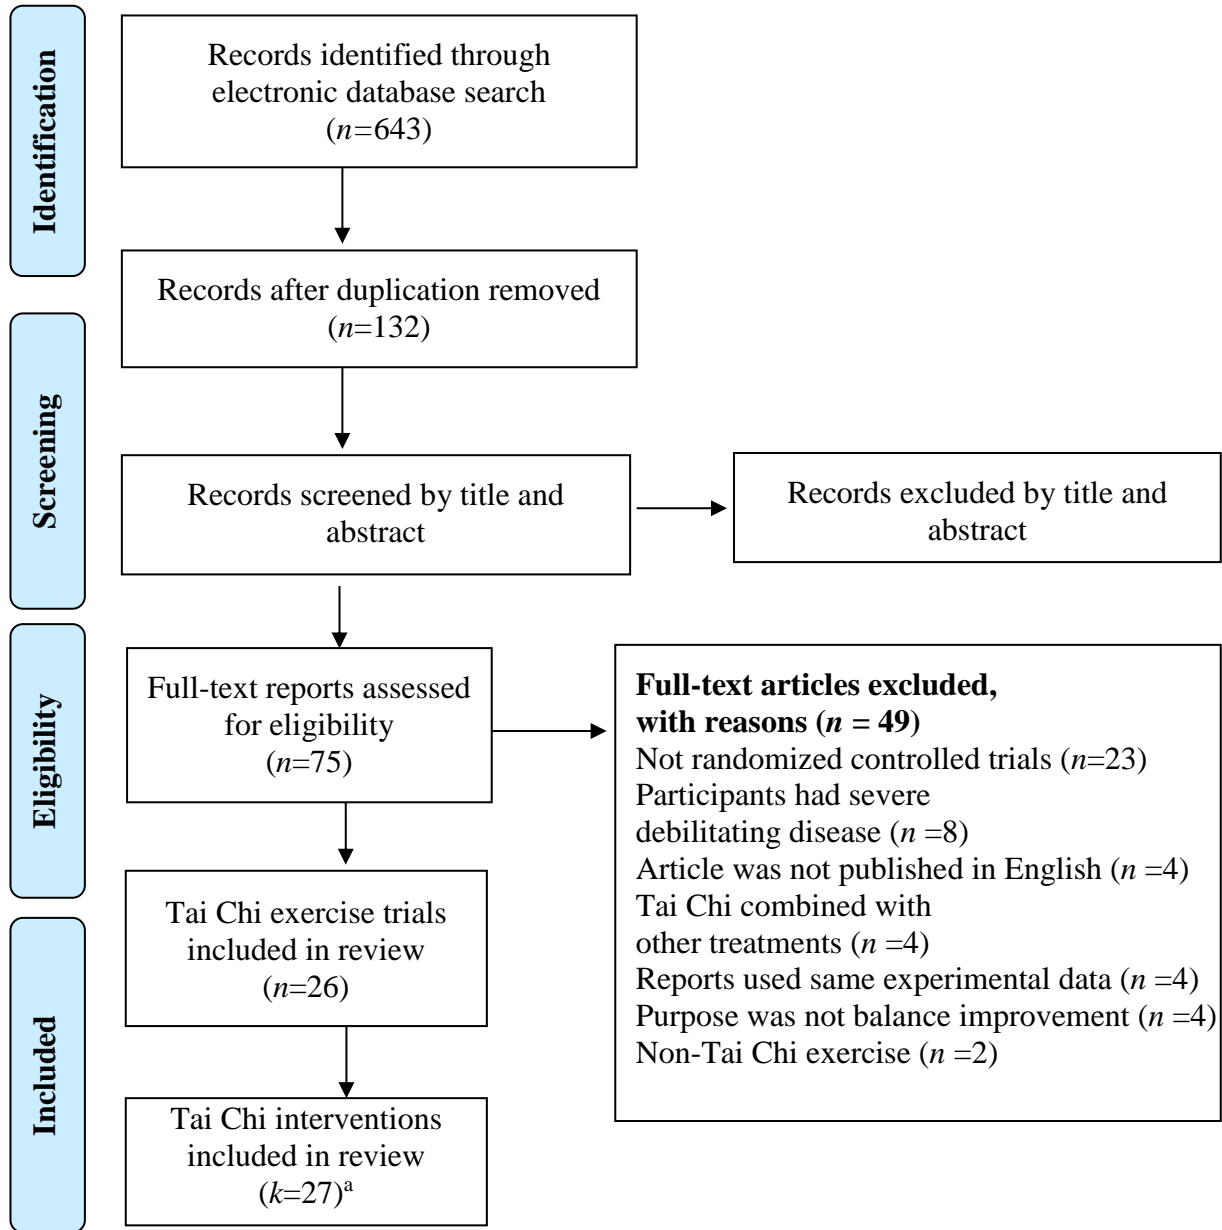 Identification
Records identified through
electronic database search
(n=643)
Records after duplication removed
(n=132)
Screening
Records screened by title and
abstract
Records excluded by title and
abstract
Eligibility
Full-text reports assessed
for eligibility
(n=75)
Full-text articles excluded,
with reasons (n = 49)
Not randomized controlled trials (n=23)
Participants had severe
debilitating disease (n =8)
Article was not published in English (n =4)
Tai Chi combined with
other treatments (n =4)
Reports used same experimental data (n =4)
Purpose was not balance improvement (n =4)
Non-Tai Chi exercise (n =2)
Included
Tai Chi exercise trials
included in review
(n=26)
Tai Chi interventions
included in review
(k=27)ᵃ